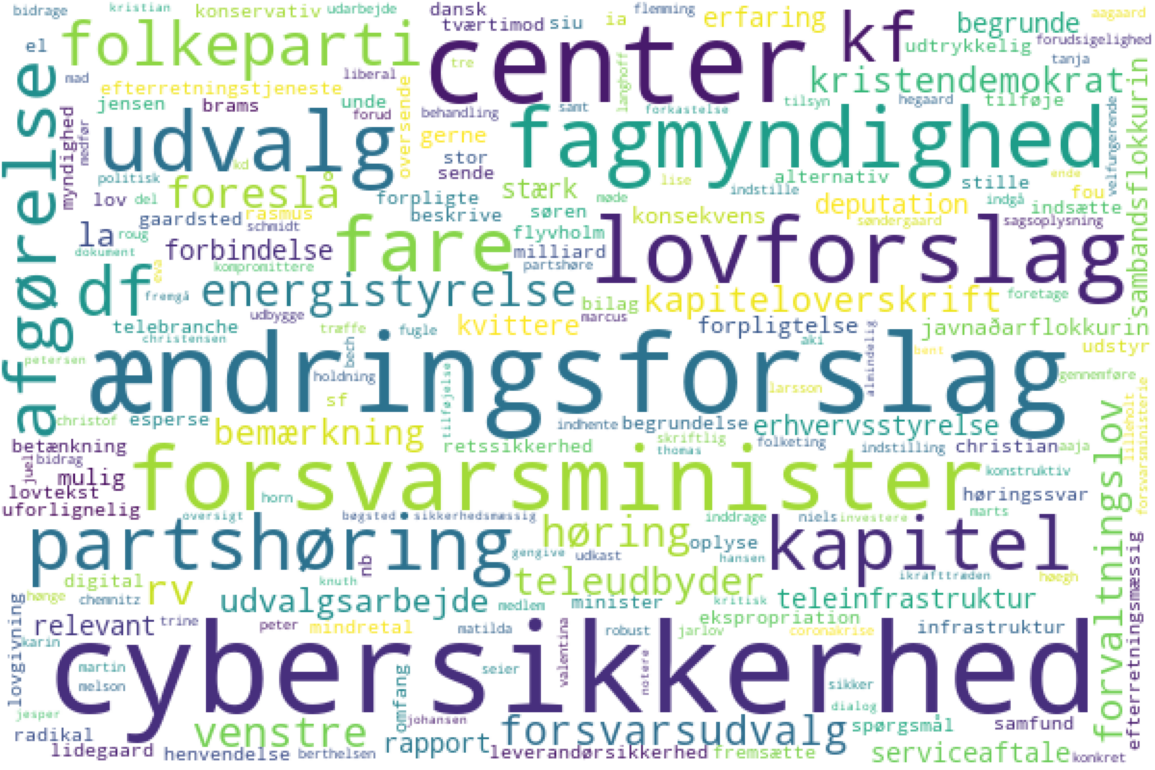 bidrage kristian konservativ udarbejde dansk flemming ia erfaring begrunde aagaard
el folkeparti tværtimod siu center kf udtrykkelig forudsigelighed
mad efterretningstjeneste liberal tre langhoff kristendemokrat tanja
jensen brams unde oversende behandling samt forkastelse tilsyn hegaard tilføje
afgørelse myndighed medfør udvalg forud gerne fagmyndighed velfungerende sambandsflokkurin
politisk kd stor sende lise indstille alternativ stille
lov del foreslå forpligte stærk møde deputation fou indgå indsætte
gaardsted rasmus beskrive søren konsekvens søndergaard sagsoplysning
la roug schmidt forbindelse fare flyvholm milliard lovforslag
dokument eva kompromittere partshøre
df fremgå energistyrelse bilag kapiteloverskrift foretage
udbygge marcus
telebranche træffe fugle kvittere forpligtelse aki javnaðarflokkurin
christensen bech udstyr
petersen ændringsforslag almindelig bent gennemføre
holdning larsson
christof esperse sf tilføjelse indhente begrundelse erhvervsstyrelse forsvarsministerie lilleholt
betænkning bemærkning retssikkerhed skriftlig folketing indstilling christian aaja
juel bidrag mulig forsvarsminister thomas konstruktiv
lovtekst horn høringssvar
uforlignelig oversigt bøgsted sikkerhedsmæssig inddrage niels investere marts forvaltningslov
partshøring nb høring oplyse kapitel
gengive udkast hansen ikrafttræden efterretningsmæssig
digital rv knuth teleudbyder høegh
hønge chemnitz udvalgsarbejde medlem minister kritisk teleinfrastruktur
lovgivning relevant trine peter mindretal matilda robust ekspropriation jarlov coronakrise infrastruktur
karin cybersikkerhed
martin seier valentina notere sikker
melson omfang dialog
jesper venstre johansen forsvarsudvalg spørgsmål samfund
radikal
lidegaard henvendelse berthelsen rapport leverandørsikkerhed fremsætte serviceaftale konkret